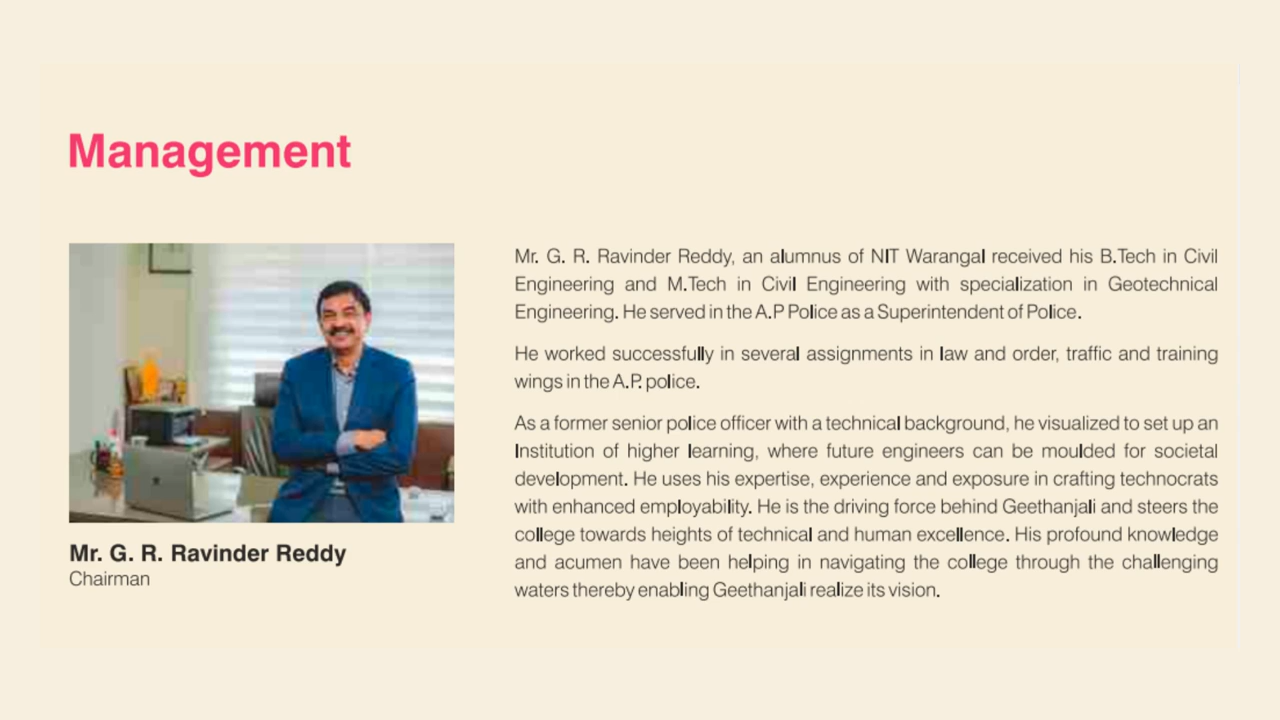 Management
Mr. G. R. Ravinder Reddy, an alumnus of NIT Warangal received his B.Tech in Civil
Engineering and M.Tech in Civil Engineering with specialization in Geotechnical
Engineering. He served in the A.P Police as a Superintendent of Police.
He worked successfully in several assignments in law and order, traffic and training
wings in the A.P. police.
As a former senior police officer with a technical background, he visualized to set up an
Institution of higher learning, where future engineers can be moulded for societal
development. He uses his expertise, experience and exposure in crafting technocrats
with enhanced employability. He is the driving force behind Geethanjali and steers the
college towards heights of technical and human excellence. His profound knowledge
and acumen have been helping in navigating the college through the challenging
waters thereby enabling Geethanjali realize its vision.
Mr. G. R. Ravinder Reddy
Chairman